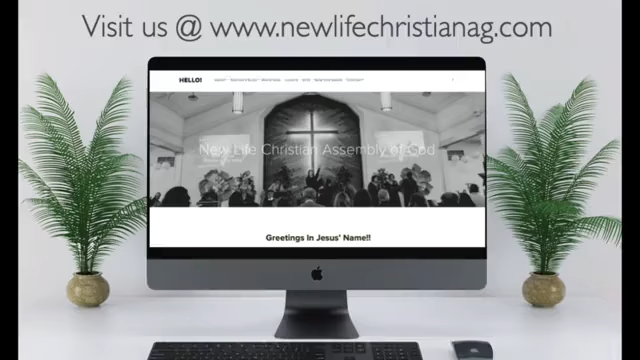 Visit us @ www.newlifechristianag.com
HELLO!
New Life Christian Assembly of God
Greetings In Jesus' Name!!